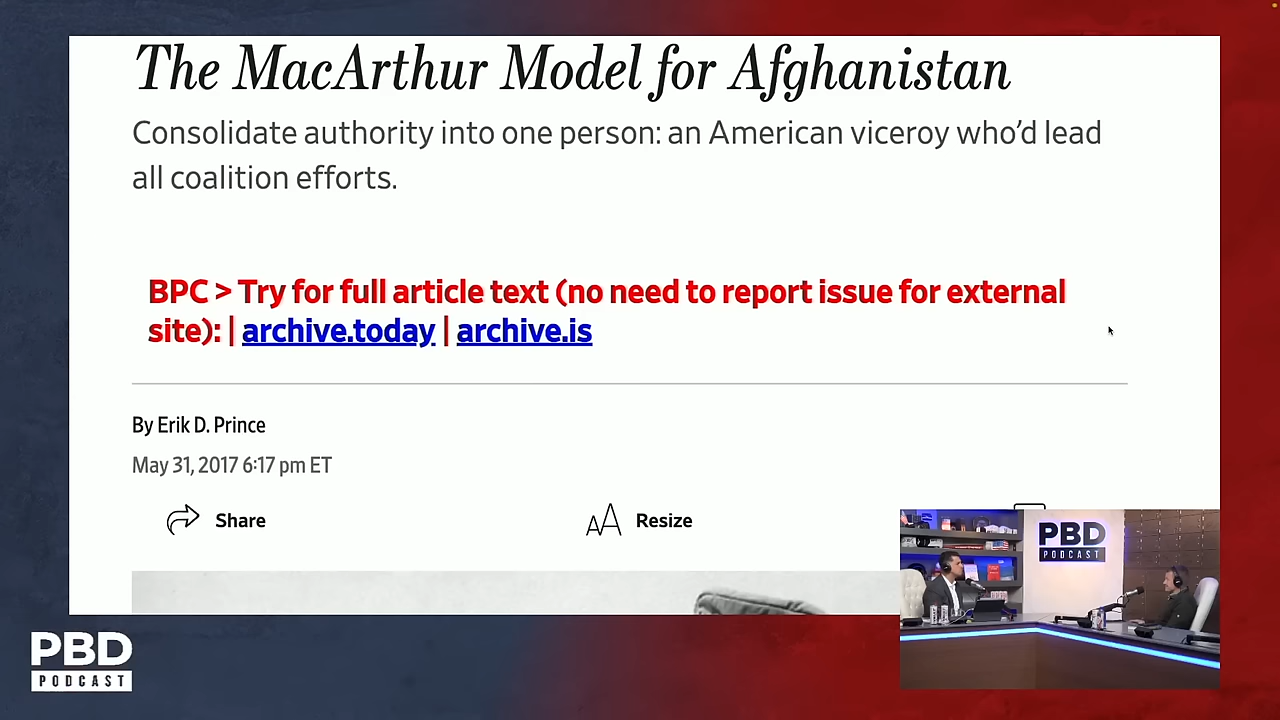 The MacArthur Model for Afghanistan
Consolidate authority into one person: an American viceroy who’d lead
all coalition efforts.
BPC > Try for full article text (no need to report issue for external
site): | archive.today | archive.is
By Erik D. Prince
May 31, 2017 6:17 pm ET
Share
AA Resize
PBD
PODCAST
PBD
PODCAST